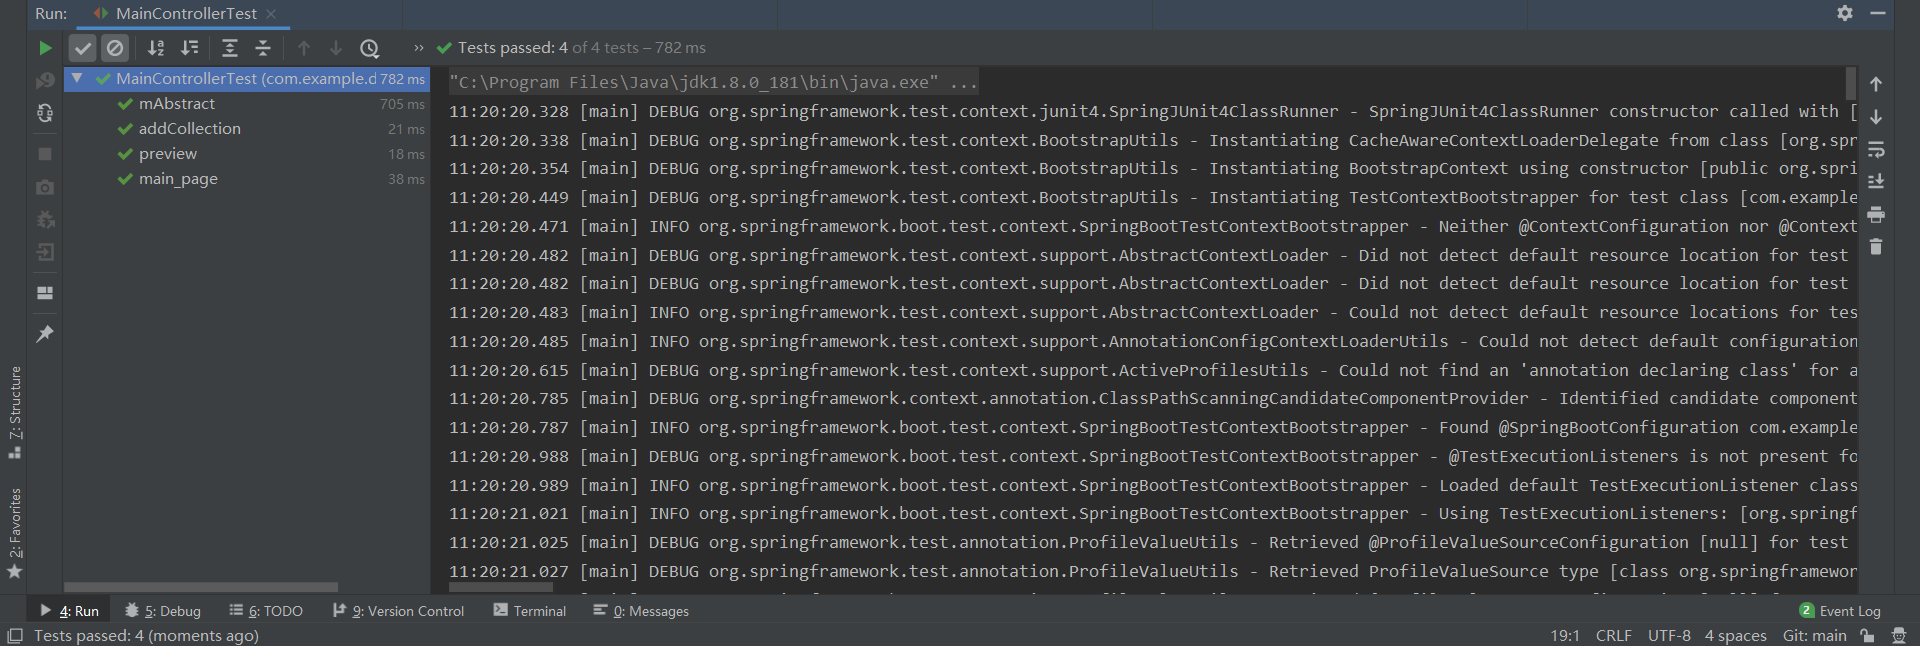 Run: MainControllerTest
Tests passed: 4 of 4 tests – 782 ms
MainControllerTest (com.example.d 782 ms
mAbstract 705 ms
addCollection 21 ms
preview 18 ms
main_page 38 ms
"C:\Program Files\Java\jdk1.8.0_181\bin\java.exe" ...
11:20:20.328 [main] DEBUG org.springframework.test.context.junit4.SpringJUnit4ClassRunner - SpringJUnit4ClassRunner constructor called with [
11:20:20.338 [main] DEBUG org.springframework.test.context.BootstrapUtils - Instantiating CacheAwareContextLoaderDelegate from class [org.spr
11:20:20.354 [main] DEBUG org.springframework.test.context.BootstrapUtils - Instantiating BootstrapContext using constructor [public org.spri
11:20:20.449 [main] DEBUG org.springframework.test.context.BootstrapUtils - Instantiating TestContextBootstrapper for test class [com.example
11:20:20.471 [main] INFO org.springframework.boot.test.context.SpringBootTestContextBootstrapper - Neither @ContextConfiguration nor @Context
11:20:20.482 [main] DEBUG org.springframework.test.context.support.AbstractContextLoader - Did not detect default resource location for test
11:20:20.482 [main] DEBUG org.springframework.test.context.support.AbstractContextLoader - Did not detect default resource location for test
11:20:20.483 [main] INFO org.springframework.test.context.support.AbstractContextLoader - Could not detect default resource locations for tes
11:20:20.485 [main] INFO org.springframework.test.context.support.AnnotationConfigContextLoaderUtils - Could not detect default configuration
11:20:20.615 [main] DEBUG org.springframework.test.context.support.ActiveProfilesUtils - Could not find an 'annotation declaring class' for a
11:20:20.785 [main] DEBUG org.springframework.context.annotation.ClassPathScanningCandidateComponentProvider - Identified candidate component
11:20:20.787 [main] INFO org.springframework.boot.test.context.SpringBootTestContextBootstrapper - Found @SpringBootConfiguration com.example
11:20:20.988 [main] DEBUG org.springframework.boot.test.context.SpringBootTestContextBootstrapper - @TestExecutionListeners is not present fo
11:20:20.989 [main] INFO org.springframework.boot.test.context.SpringBootTestContextBootstrapper - Loaded default TestExecutionListener class
11:20:21.021 [main] INFO org.springframework.boot.test.context.SpringBootTestContextBootstrapper - Using TestExecutionListeners: [org.springf
11:20:21.025 [main] DEBUG org.springframework.test.annotation.ProfileValueUtils - Retrieved @ProfileValueSourceConfiguration [null] for test
11:20:21.027 [main] DEBUG org.springframework.test.annotation.ProfileValueUtils - Retrieved ProfileValueSource type [class org.springframewor
7: Structure
2: Favorites
4: Run 5: Debug 6: TODO 9: Version Control Terminal 0: Messages 2 Event Log
Tests passed: 4 (moments ago) 19:1 CRLF UTF-8 4 spaces Git: main